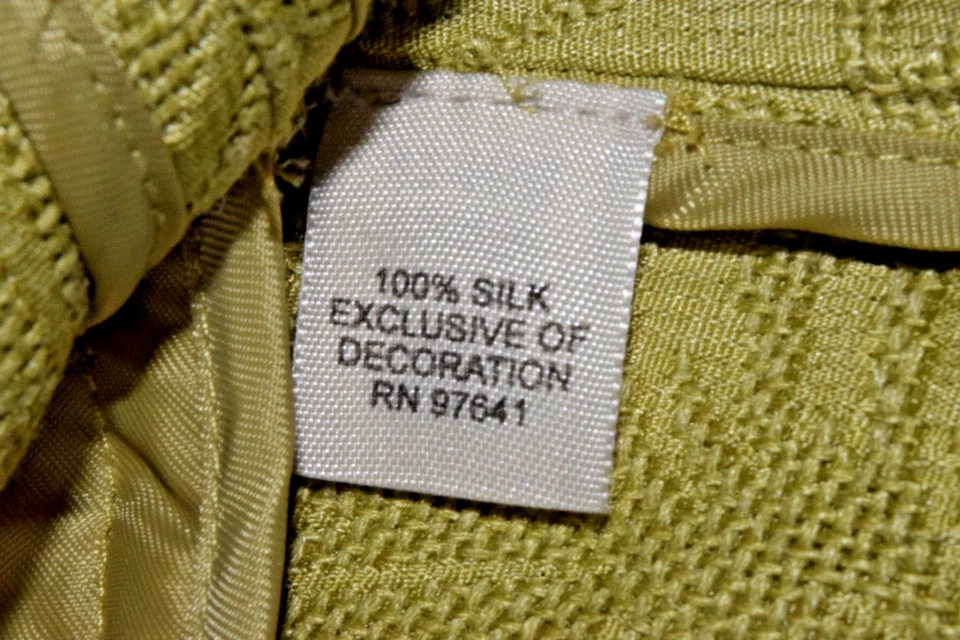 100% SILK
EXCLUSIVE OF
DECORATION
RN 97641